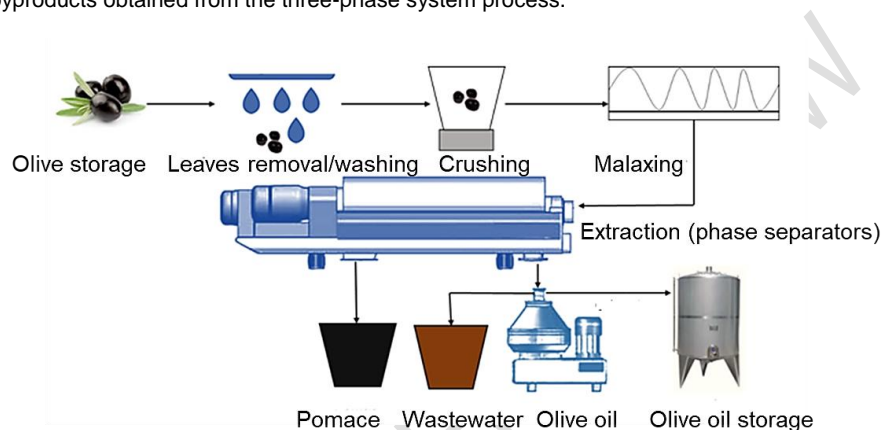 byproducts obtained from the three-phase system process.
Olive storage
Leaves removal/washing
Crushing
Malaxing
Extraction (phase separators)
Pomace
Wastewater
Olive oil
Olive oil storage